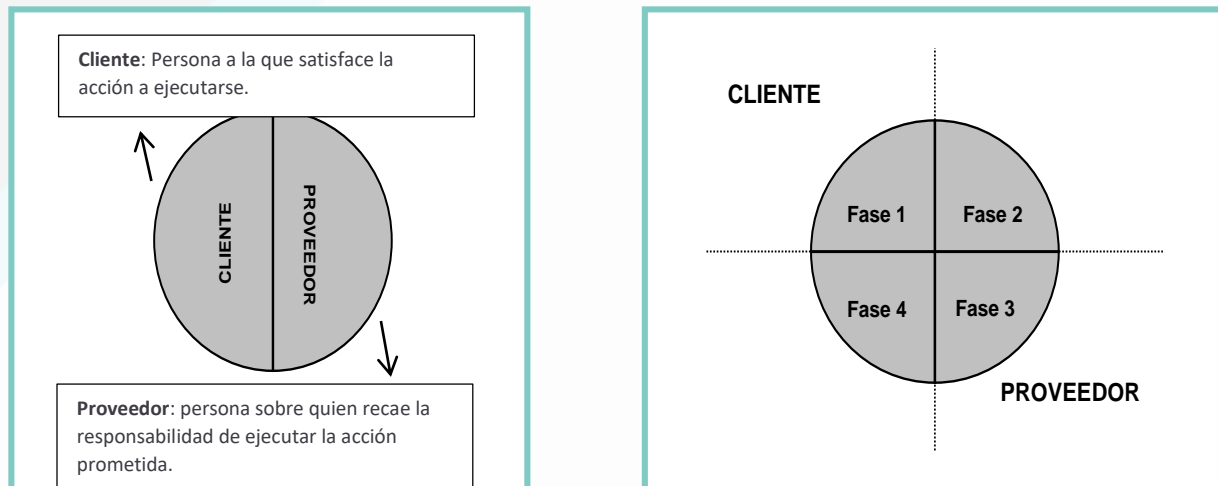 Cliente: Persona a la que satisface la
acción a ejecutarse.
CLIENTE
PROVEEDOR
Proveedor: persona sobre quien recae la
responsabilidad de ejecutar la acción
prometida.
CLIENTE
Fase 1
Fase 2
Fase 4
Fase 3
PROVEEDOR